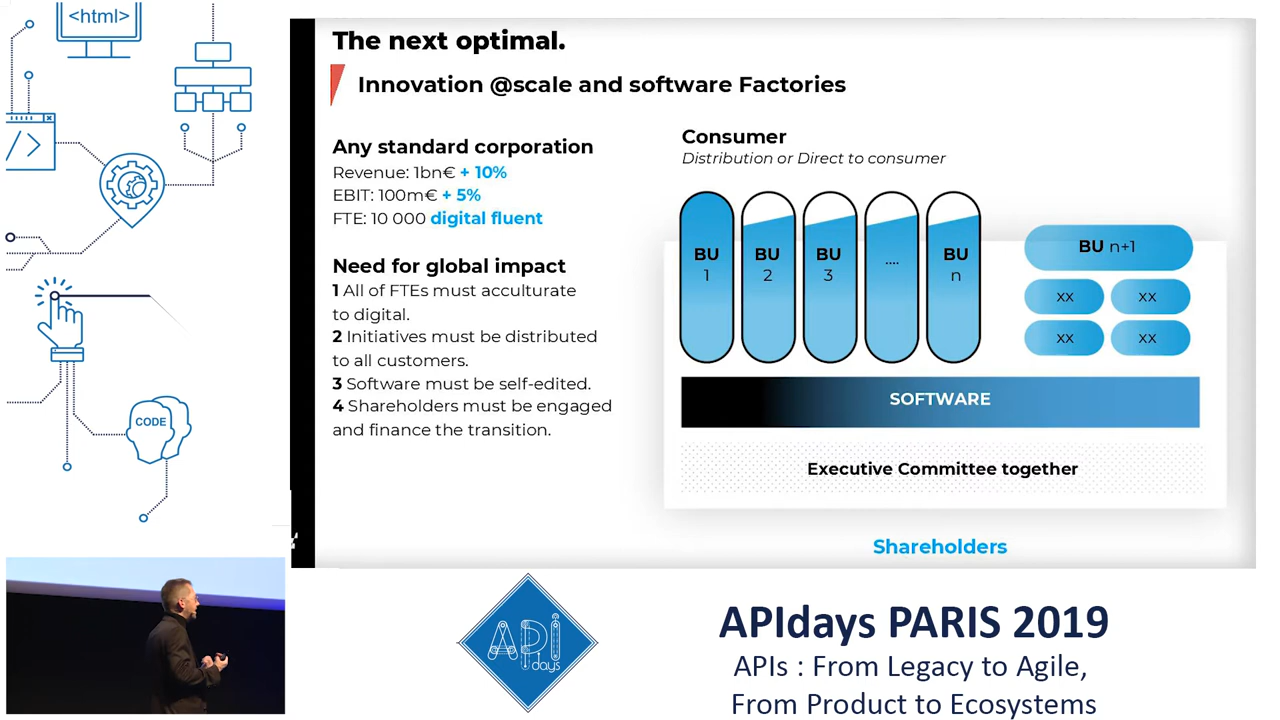 <html>
</>
CODE
The next optimal.
Innovation @scale and software Factories
Any standard corporation
Revenue: 1bn€ + 10%
EBIT: 100m€ + 5%
FTE: 10 000 digital fluent
Need for global impact
1 All of FTEs must acculturate
to digital.
2 Initiatives must be distributed
to all customers.
3 Software must be self-edited.
4 Shareholders must be engaged
and finance the transition.
Consumer
Distribution or Direct to consumer
BU
1
BU
2
BU
3
....
BU
n
BU n+1
xx xx
xx xx
SOFTWARE
Executive Committee together
Shareholders
API
days
APIdays PARIS 2019
APIs : From Legacy to Agile,
From Product to Ecosystems